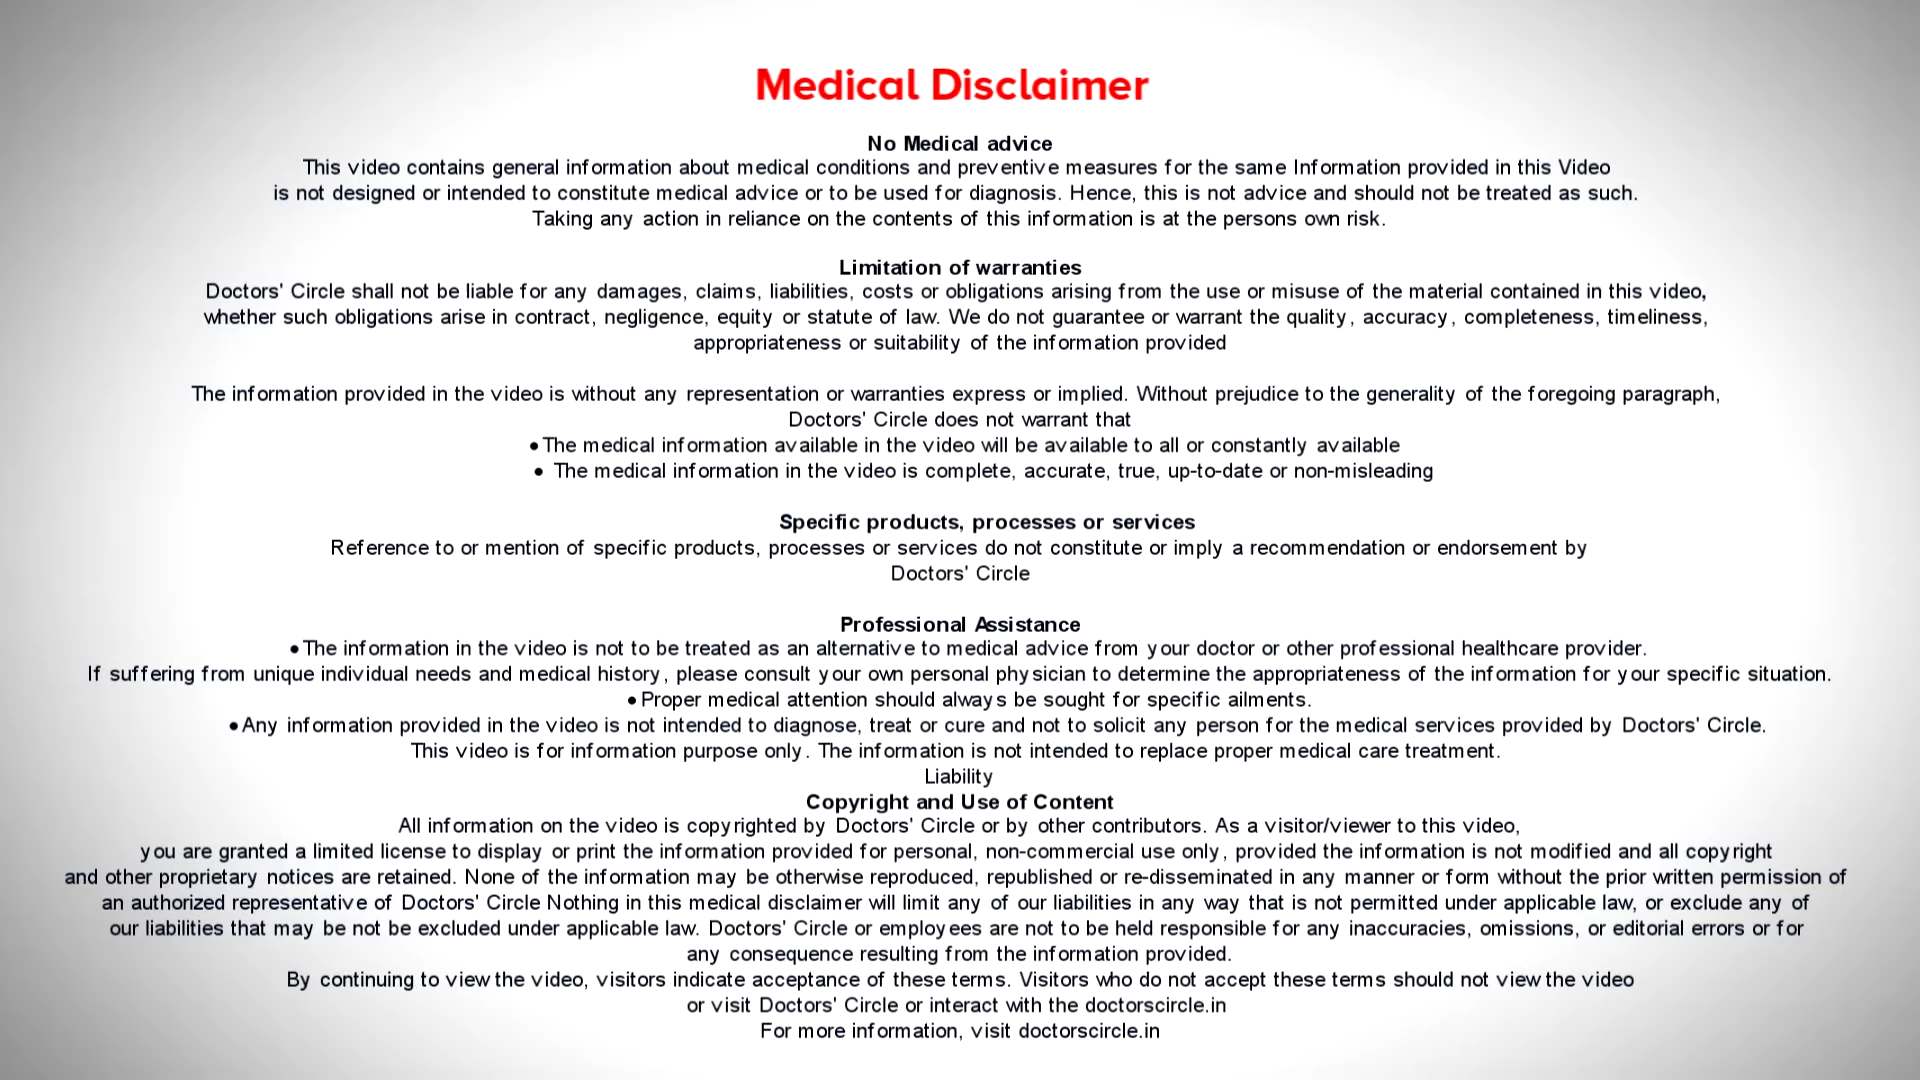 Medical Disclaimer
No Medical advice
This video contains general information about medical conditions and preventive measures for the same Information provided in this Video
is not designed or intended to constitute medical advice or to be used for diagnosis. Hence, this is not advice and should not be treated as such.
Taking any action in reliance on the contents of this information is at the persons own risk.
Limitation of warranties
Doctors' Circle shall not be liable for any damages, claims, liabilities, costs or obligations arising from the use or misuse of the material contained in this video,
whether such obligations arise in contract, negligence, equity or statute of law. We do not guarantee or warrant the quality, accuracy, completeness, timeliness,
appropriateness or suitability of the information provided
The information provided in the video is without any representation or warranties express or implied. Without prejudice to the generality of the foregoing paragraph,
Doctors' Circle does not warrant that
• The medical information available in the video will be available to all or constantly available
• The medical information in the video is complete, accurate, true, up-to-date or non-misleading
Specific products, processes or services
Reference to or mention of specific products, processes or services do not constitute or imply a recommendation or endorsement by
Doctors' Circle
Professional Assistance
• The information in the video is not to be treated as an alternative to medical advice from your doctor or other professional healthcare provider.
If suffering from unique individual needs and medical history, please consult your own personal physician to determine the appropriateness of the information for your specific situation.
• Proper medical attention should always be sought for specific ailments.
• Any information provided in the video is not intended to diagnose, treat or cure and not to solicit any person for the medical services provided by Doctors' Circle.
This video is for information purpose only. The information is not intended to replace proper medical care treatment.
Liability
Copyright and Use of Content
All information on the video is copyrighted by Doctors' Circle or by other contributors. As a visitor/viewer to this video,
you are granted a limited license to display or print the information provided for personal, non-commercial use only, provided the information is not modified and all copyright
and other proprietary notices are retained. None of the information may be otherwise reproduced, republished or re-disseminated in any manner or form without the prior written permission of
an authorized representative of Doctors' Circle Nothing in this medical disclaimer will limit any of our liabilities in any way that is not permitted under applicable law, or exclude any of
our liabilities that may be not be excluded under applicable law. Doctors' Circle or employees are not to be held responsible for any inaccuracies, omissions, or editorial errors or for
any consequence resulting from the information provided.
By continuing to view the video, visitors indicate acceptance of these terms. Visitors who do not accept these terms should not view the video
or visit Doctors' Circle or interact with the doctorscircle.in
For more information, visit doctorscircle.in